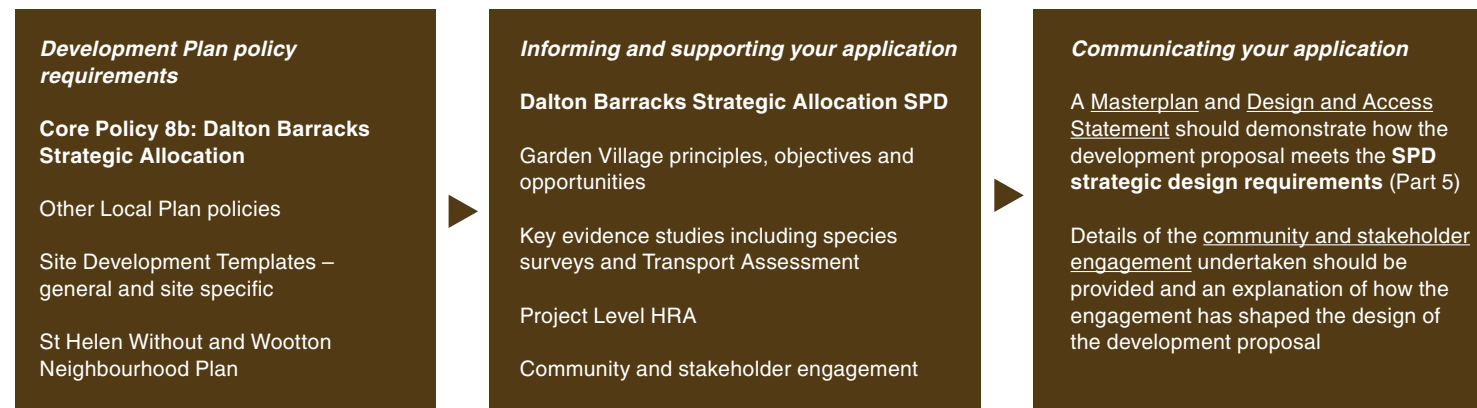 Development Plan policy
requirements
Core Policy 8b: Dalton Barracks
Strategic Allocation
Other Local Plan policies
Site Development Templates –
general and site specific
St Helen Without and Wootton
Neighbourhood Plan
Informing and supporting your application
Dalton Barracks Strategic Allocation SPD
Garden Village principles, objectives and
opportunities
Key evidence studies including species
surveys and Transport Assessment
Project Level HRA
Community and stakeholder engagement
Communicating your application
A Masterplan and Design and Access
Statement should demonstrate how the
development proposal meets the SPD
strategic design requirements (Part 5)
Details of the community and stakeholder
engagement undertaken should be
provided and an explanation of how the
engagement has shaped the design of
the development proposal